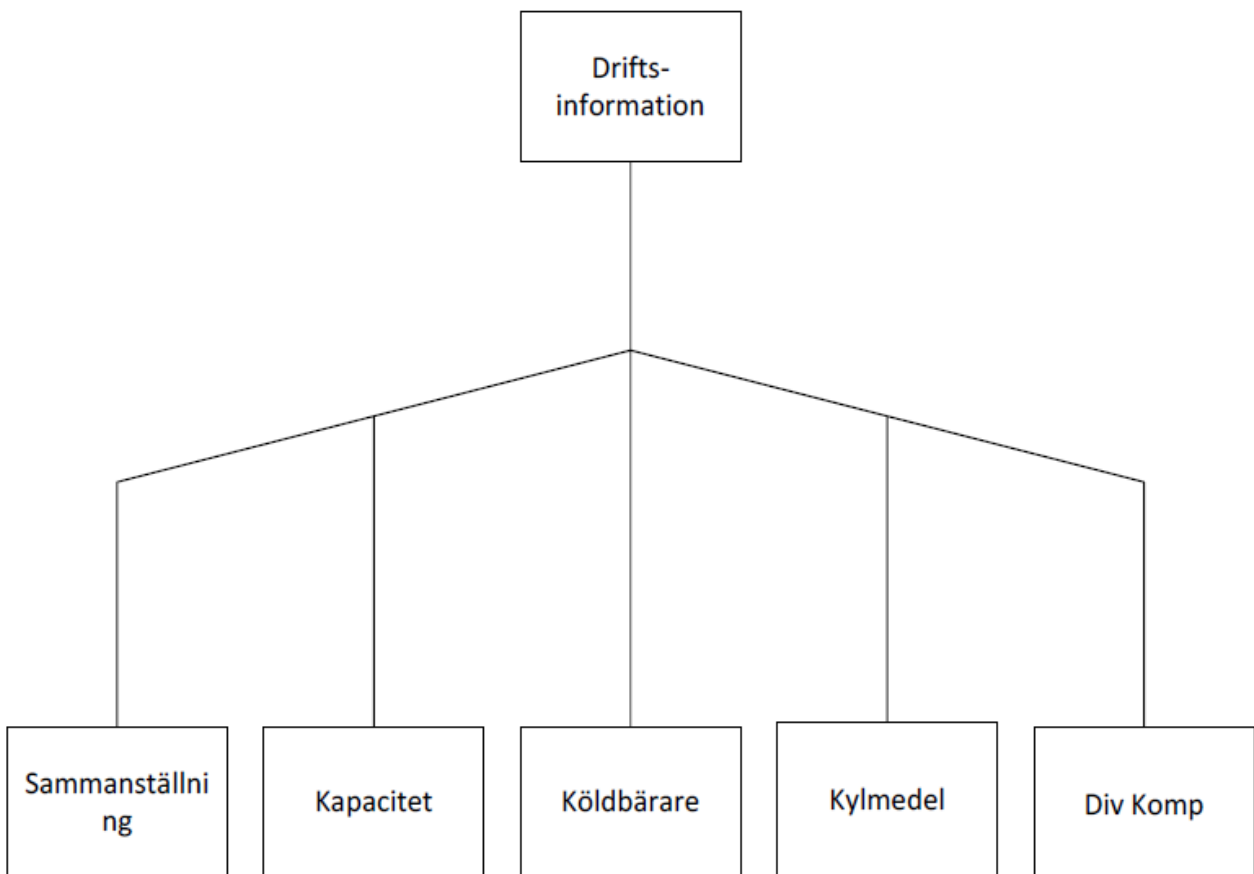 Drifts-
information
Sammanställni
ng
Kapacitet
Köldbärare
Kylmedel
Div Komp